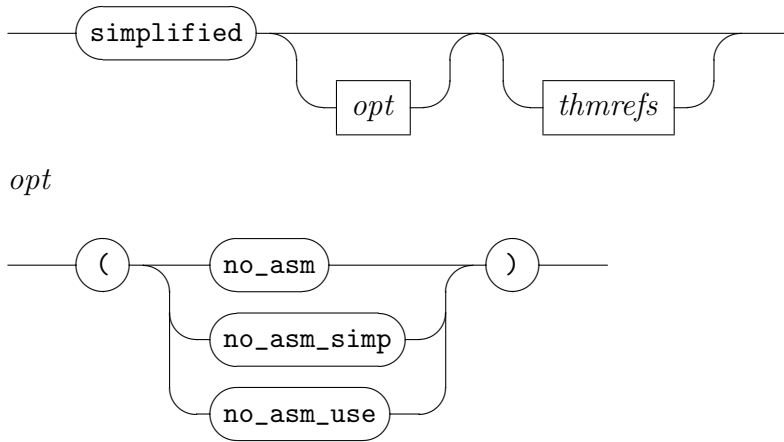 simplified
opt
thmrefs
opt
( no_asm )
no_asm_simp
no_asm_use